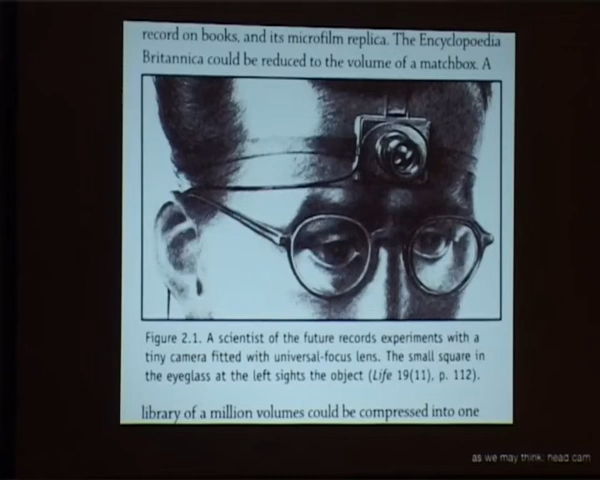 record on books, and its microfilm replica. The Encyclopoedia
Britannica could be reduced to the volume of a matchbox. A
Figure 2.1. A scientist of the future records experiments with a
tiny camera fitted with universal-focus lens. The small square in
the eyeglass at the left sights the object (Life 19(11), p. 112).
library of a million volumes could be compressed into one
as we may think: head cam